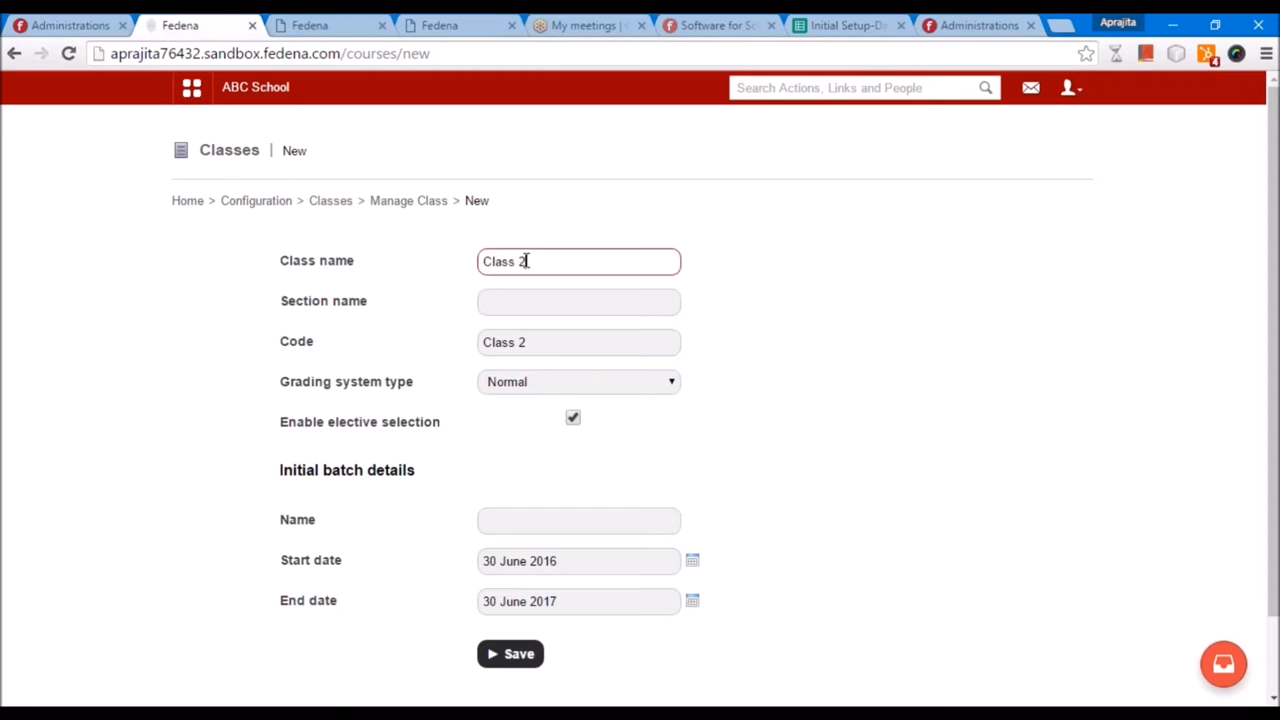 Administrations
Fedena
Fedena
Fedena
My meetings |
Software for Sc
Initial Setup-De
Administrations
Aprajita
aprajita76432.sandbox.fedena.com/courses/new
4
ABC School
Search Actions, Links and People
Classes | New
Home > Configuration > Classes > Manage Class > New
Class name
Class 2
Section name
Code
Class 2
Grading system type
Normal
Enable elective selection
Initial batch details
Name
Start date
30 June 2016
End date
30 June 2017
Save